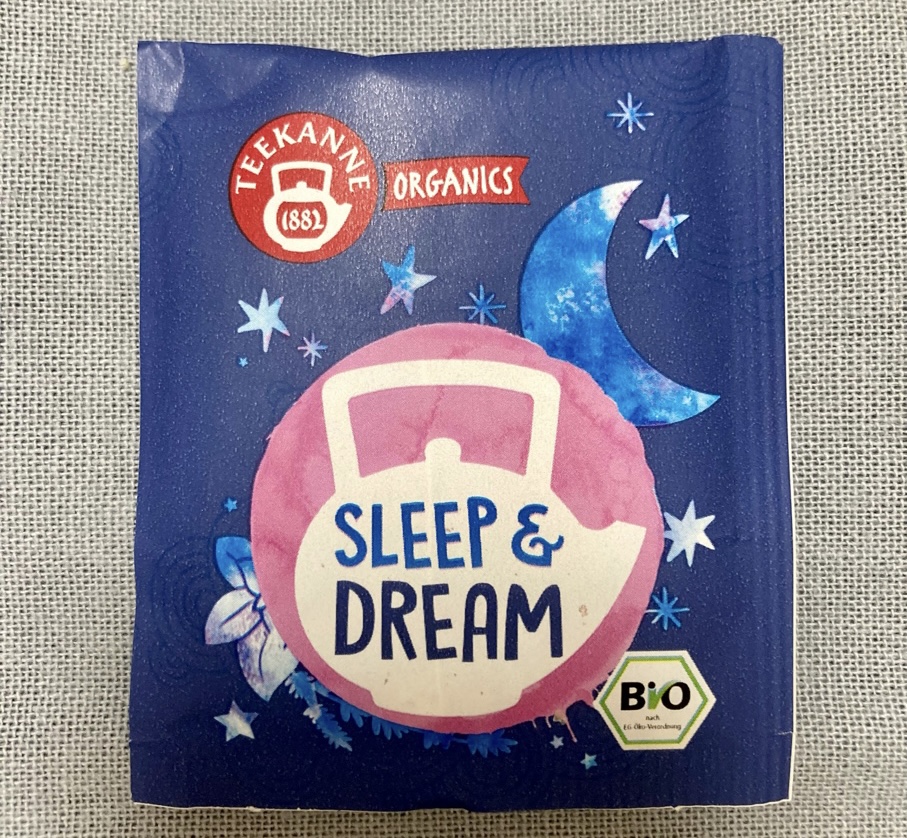 TEEKANNE
1882
ORGANICS
SLEEP &
DREAM
BiO
nach
EG-Öko-Verordnung